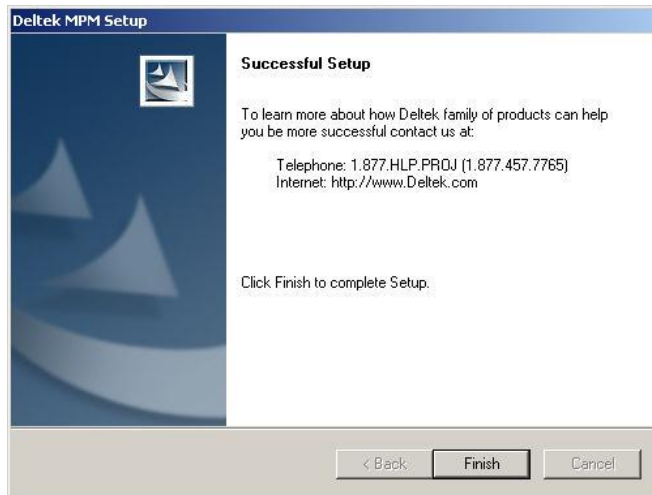 Deltek MPM Setup
Successful Setup
To learn more about how Deltek family of products can help
you be more successful contact us at:
Telephone: 1.877.HLP.PROJ (1.877.457.7765)
Internet: http://www.Deltek.com
Click Finish to complete Setup.
< Back
Finish
Cancel